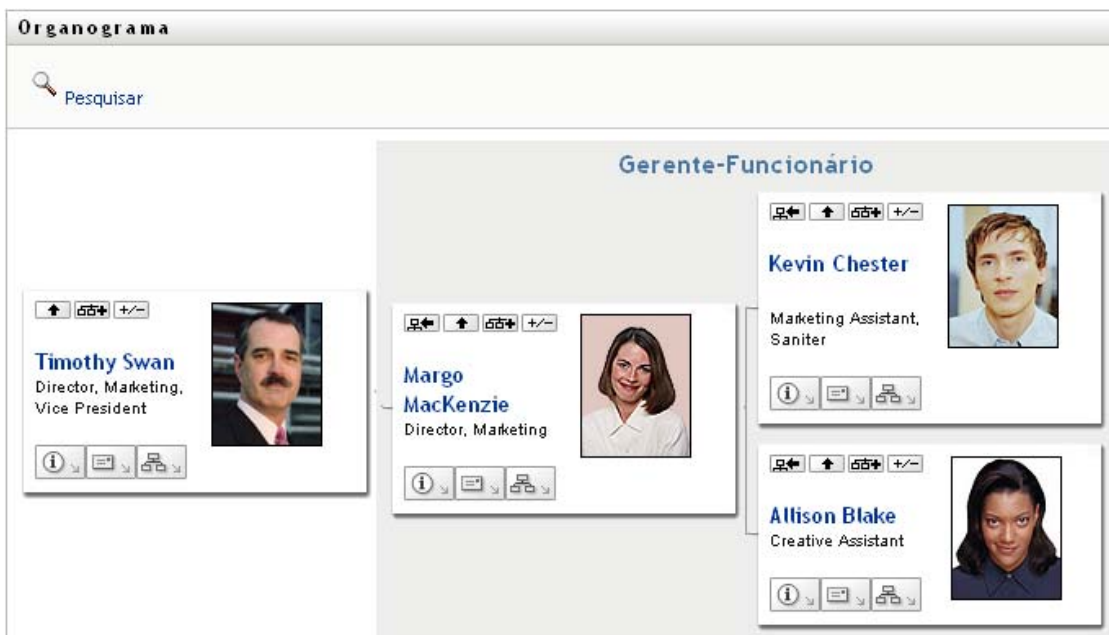 Organograma
Pesquisar
Gerente-Funcionário
Timothy Swan
Director, Marketing,
Vice President
Margo
MacKenzie
Director, Marketing
Kevin Chester
Marketing Assistant,
Saniter
Allison Blake
Creative Assistant